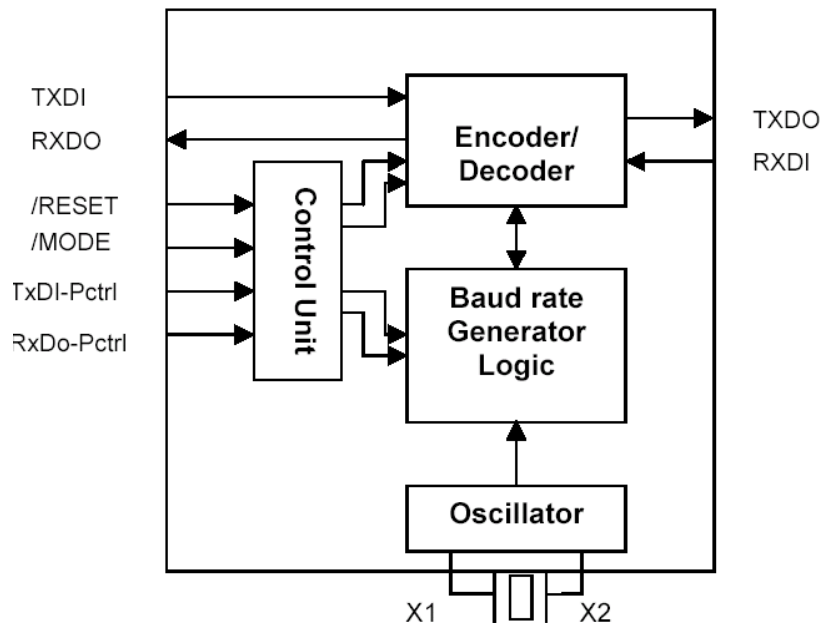 TXDI
RXDO
/RESET
/MODE
TxDI-Pctrl
RxDo-Pctrl
Control Unit
Encoder/
Decoder
TXDO
RXDI
Baud rate
Generator
Logic
Oscillator
X1
X2